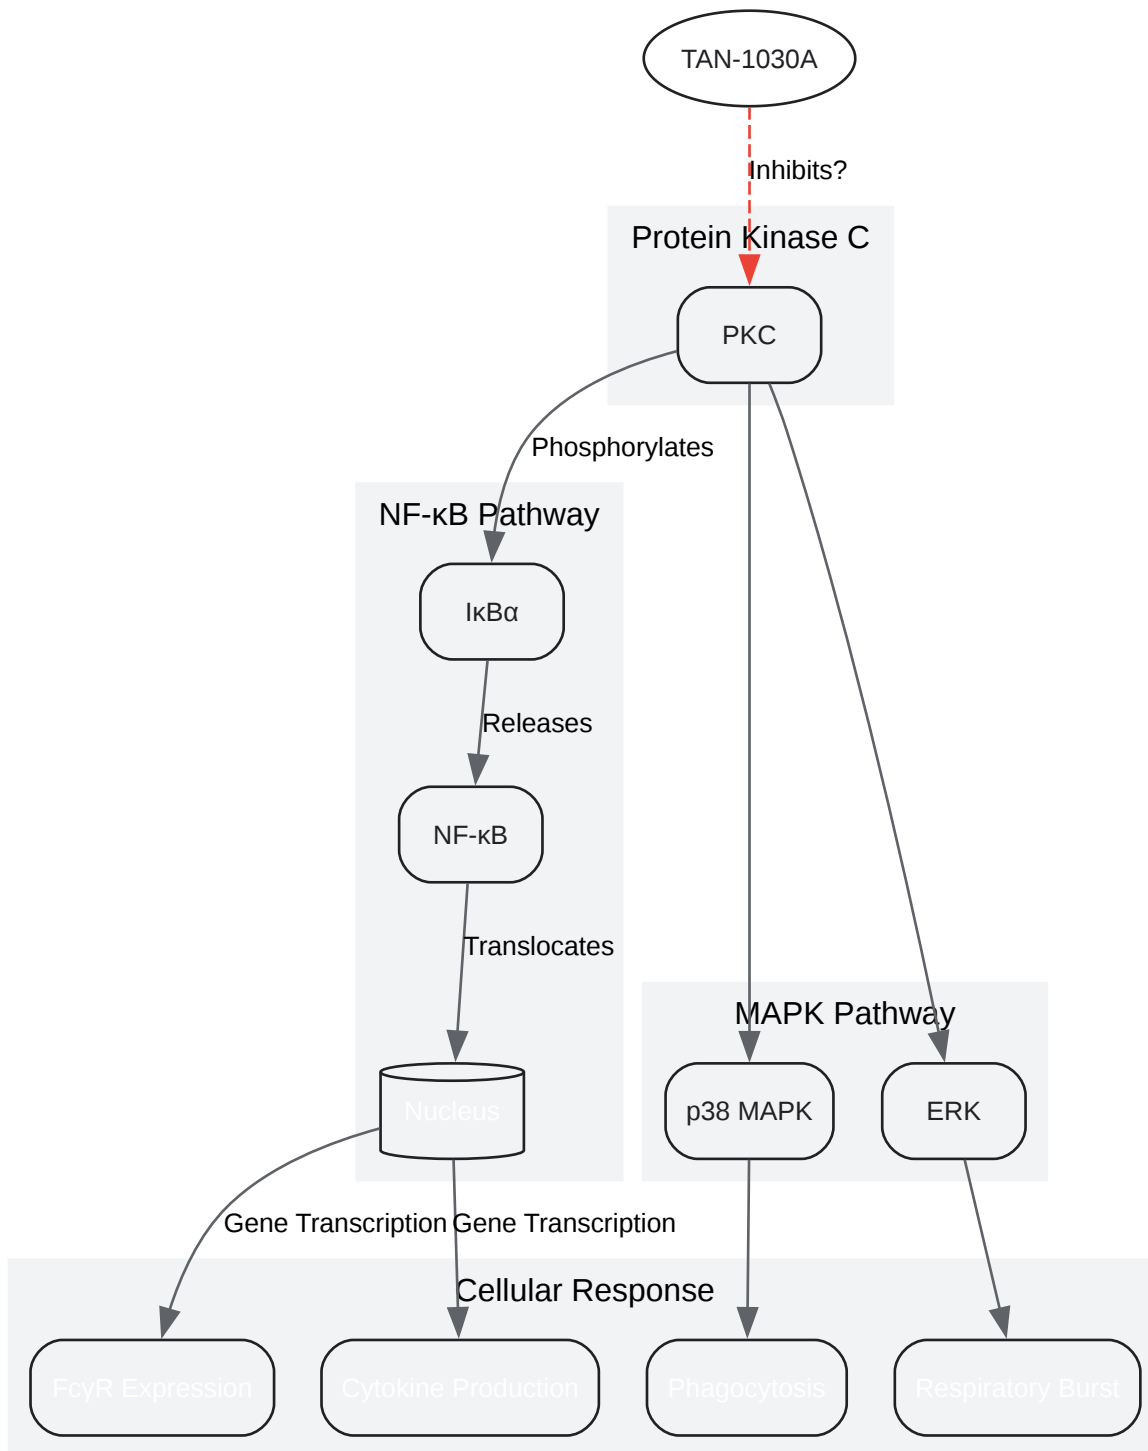 TAN-1030A
Inhibits?
Protein Kinase C
PKC
Phosphorylates
NF-κB Pathway
IκBα
Releases
NF-κB
Translocates
MAPK Pathway
Nucleus
p38 MAPK
ERK
Gene Transcription
Gene Transcription
Cellular Response
FcγR Expression
Cytokine Production
Phagocytosis
Respiratory Burst